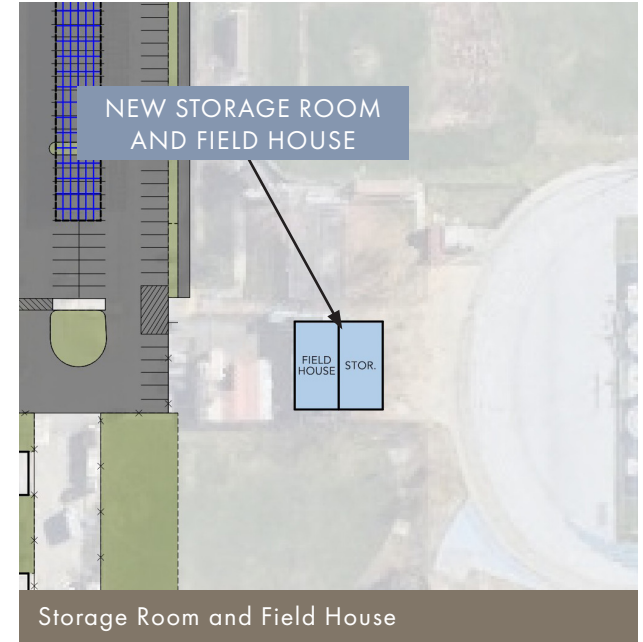 NEW STORAGE ROOM
AND FIELD HOUSE
FIELD
HOUSE
STOR.
Storage Room and Field House